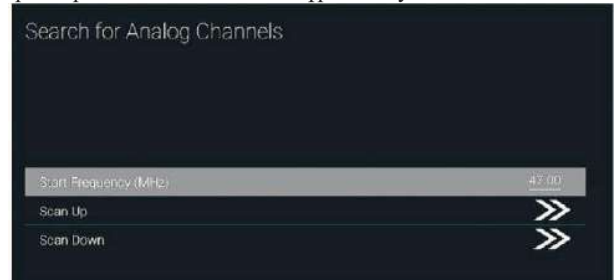 Search for Analog Channels
Start Frequency (MHz) 47.00
Scan Up
Scan Down